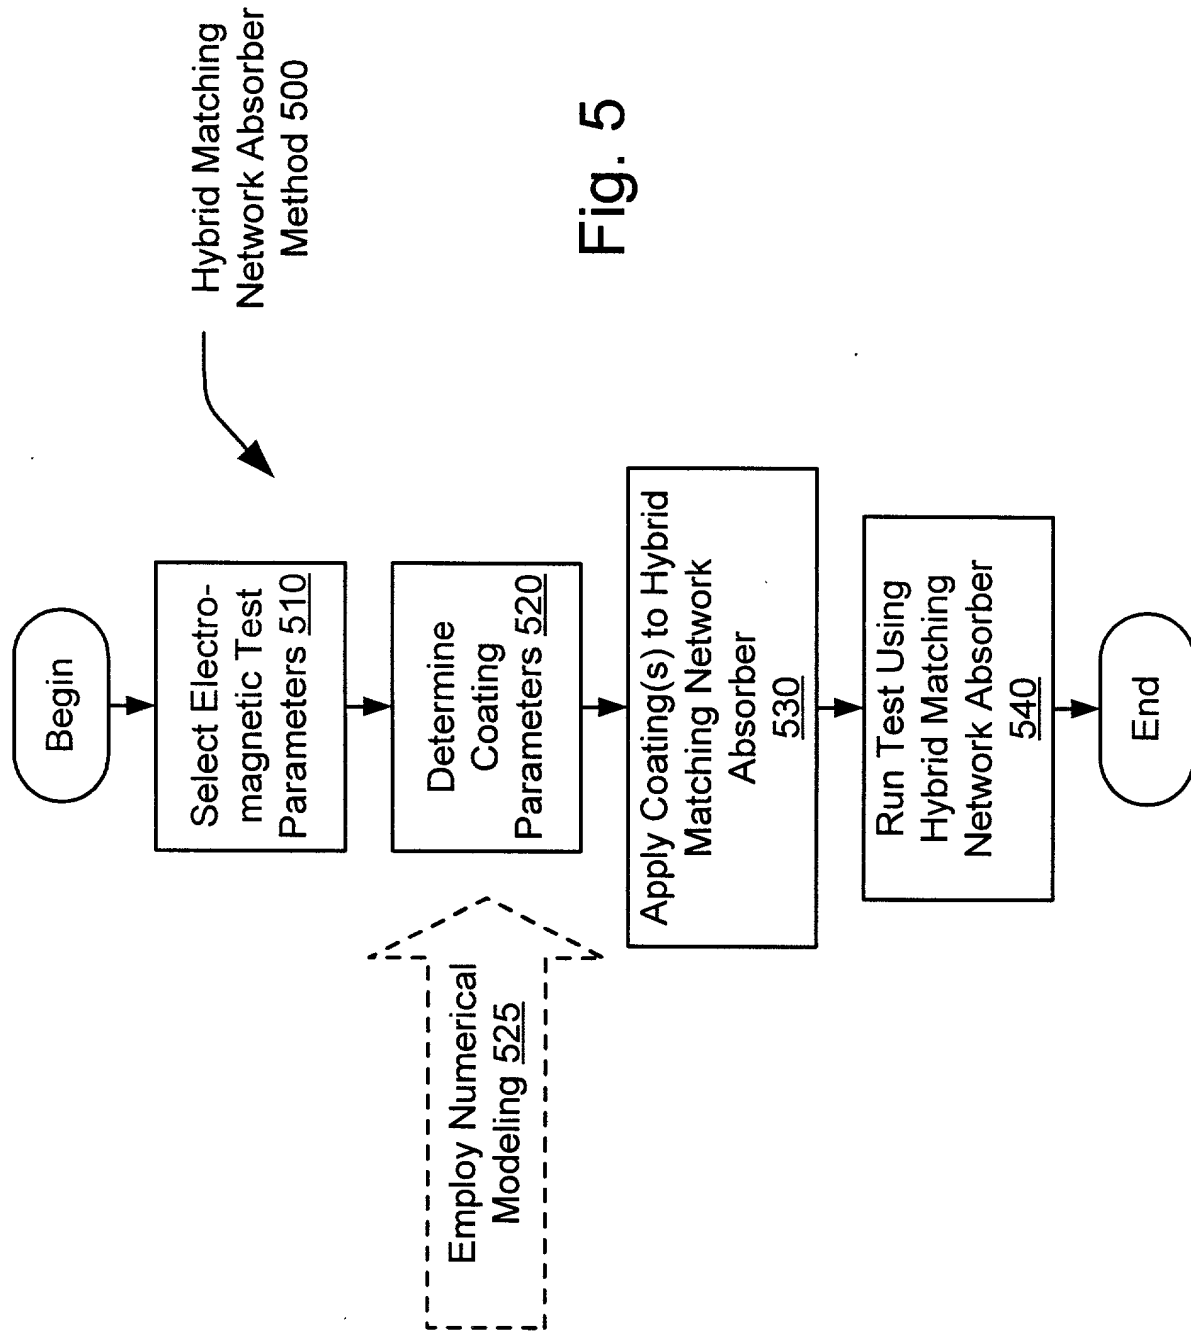 Hybrid Matching
Network Absorber
Method 500
Begin
Select Electro-
magnetic Test
Parameters 510
Determine
Coating
Parameters 520
Employ Numerical
Modeling 525
Apply Coating(s) to Hybrid
Matching Network
Absorber
530
Run Test Using
Hybrid Matching
Network Absorber
540
End
Fig. 5